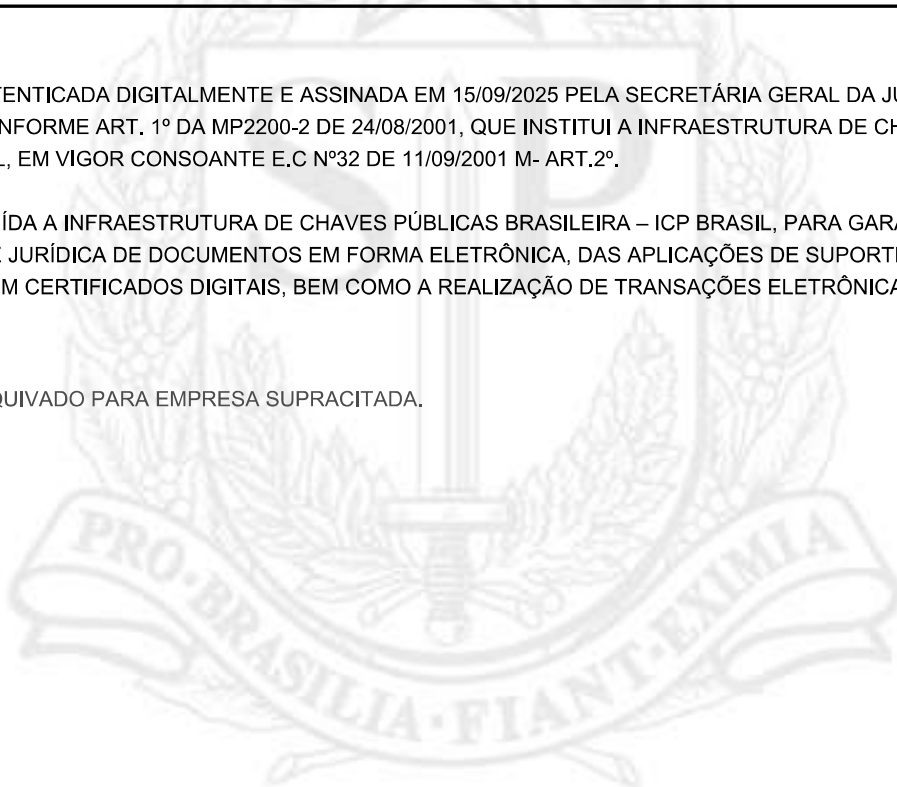 TENTICADA DIGITALMENTE E ASSINADA EM 15/09/2025 PELA SECRETÁRIA GERAL DA JU
NFORME ART. 1º DA MP2200-2 DE 24/08/2001, QUE INSTITUI A INFRAESTRUTURA DE CH
L, EM VIGOR CONSOANTE E.C Nº32 DE 11/09/2001 M- ART.2º.
ÍDA A INFRAESTRUTURA DE CHAVES PÚBLICAS BRASILEIRA – ICP BRASIL, PARA GARA
E JURÍDICA DE DOCUMENTOS EM FORMA ELETRÔNICA, DAS APLICAÇÕES DE SUPORTE
M CERTIFICADOS DIGITAIS, BEM COMO A REALIZAÇÃO DE TRANSAÇÕES ELETRÔNICA
QUIVADO PARA EMPRESA SUPRACITADA.
SP
PRO·BRASILIA·FIANT·EXIMIA